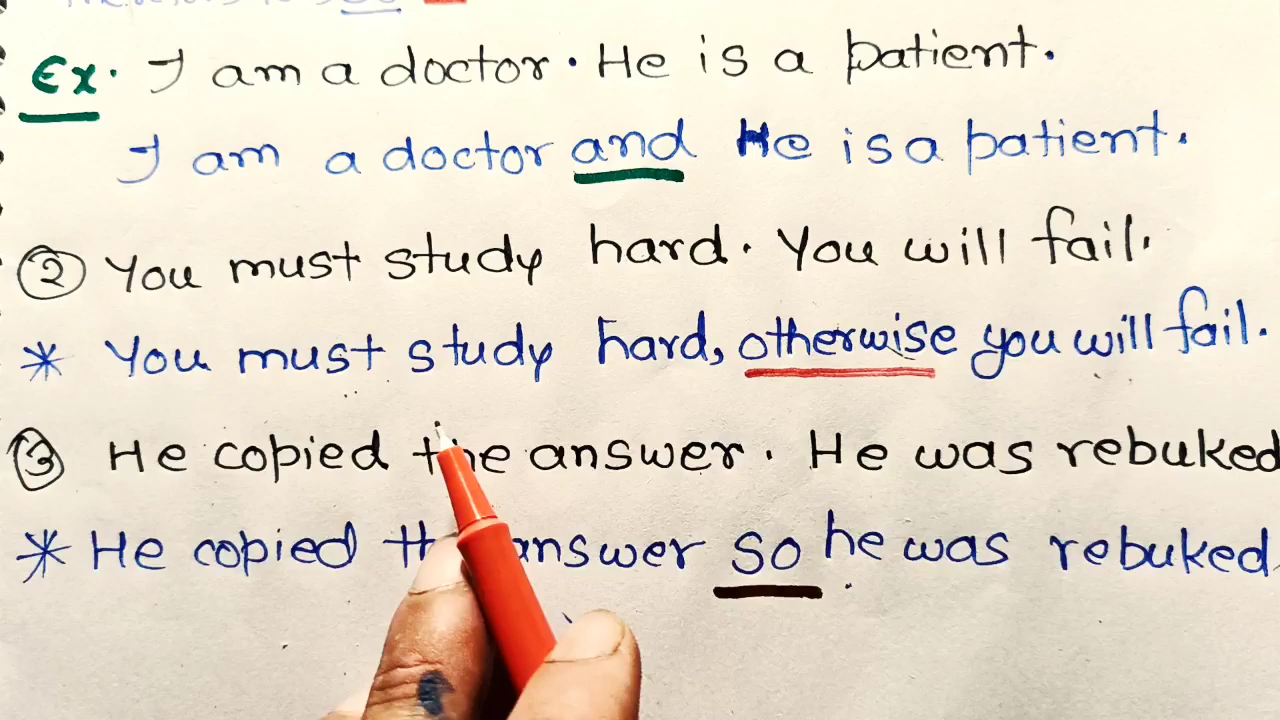 Ex. I am a doctor. He is a patient.
I am a doctor and He is a patient.
② You must study hard. You will fail.
* You must study hard, otherwise you will fail.
③ He copied the answer. He was rebuked
* He copied answer so he was rebuked